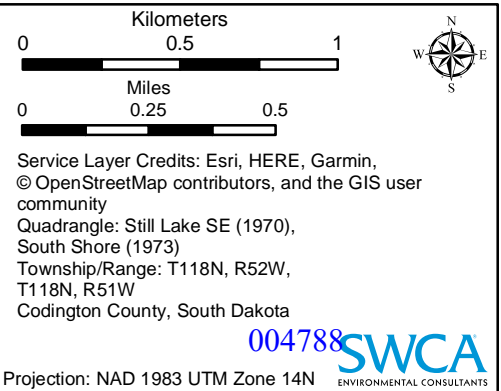 Kilometers
0 0.5 1
N
W E
S
Miles
0 0.25 0.5
Service Layer Credits: Esri, HERE, Garmin,
© OpenStreetMap contributors, and the GIS user
community
Quadrangle: Still Lake SE (1970),
South Shore (1973)
Township/Range: T118N, R52W,
T118N, R51W
Codington County, South Dakota
004788
SWCA
ENVIRONMENTAL CONSULTANTS
Projection: NAD 1983 UTM Zone 14N